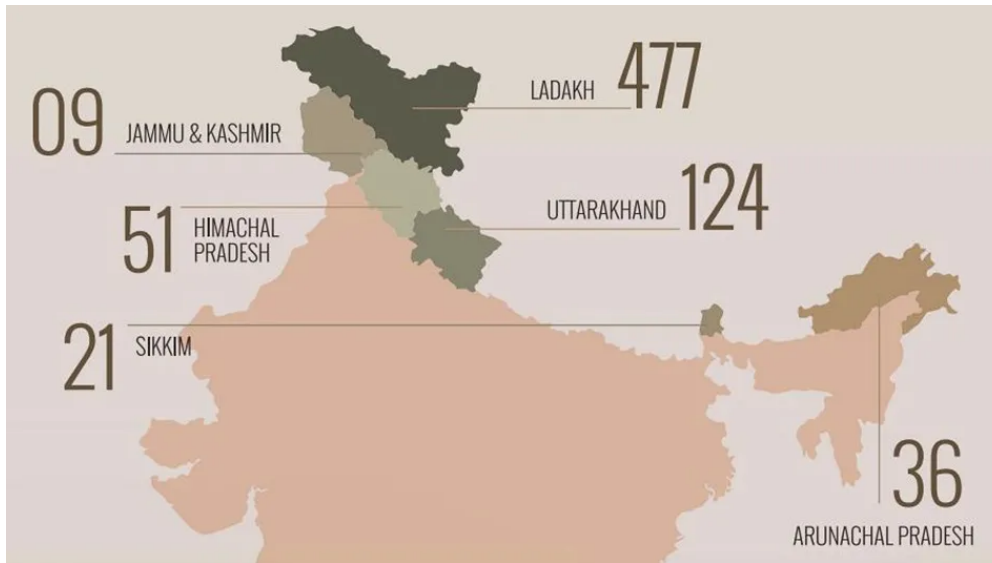 LADAKH 477
09 JAMMU & KASHMIR
UTTARAKHAND 124
51 HIMACHAL
PRADESH
21 SIKKIM
36
ARUNACHAL PRADESH